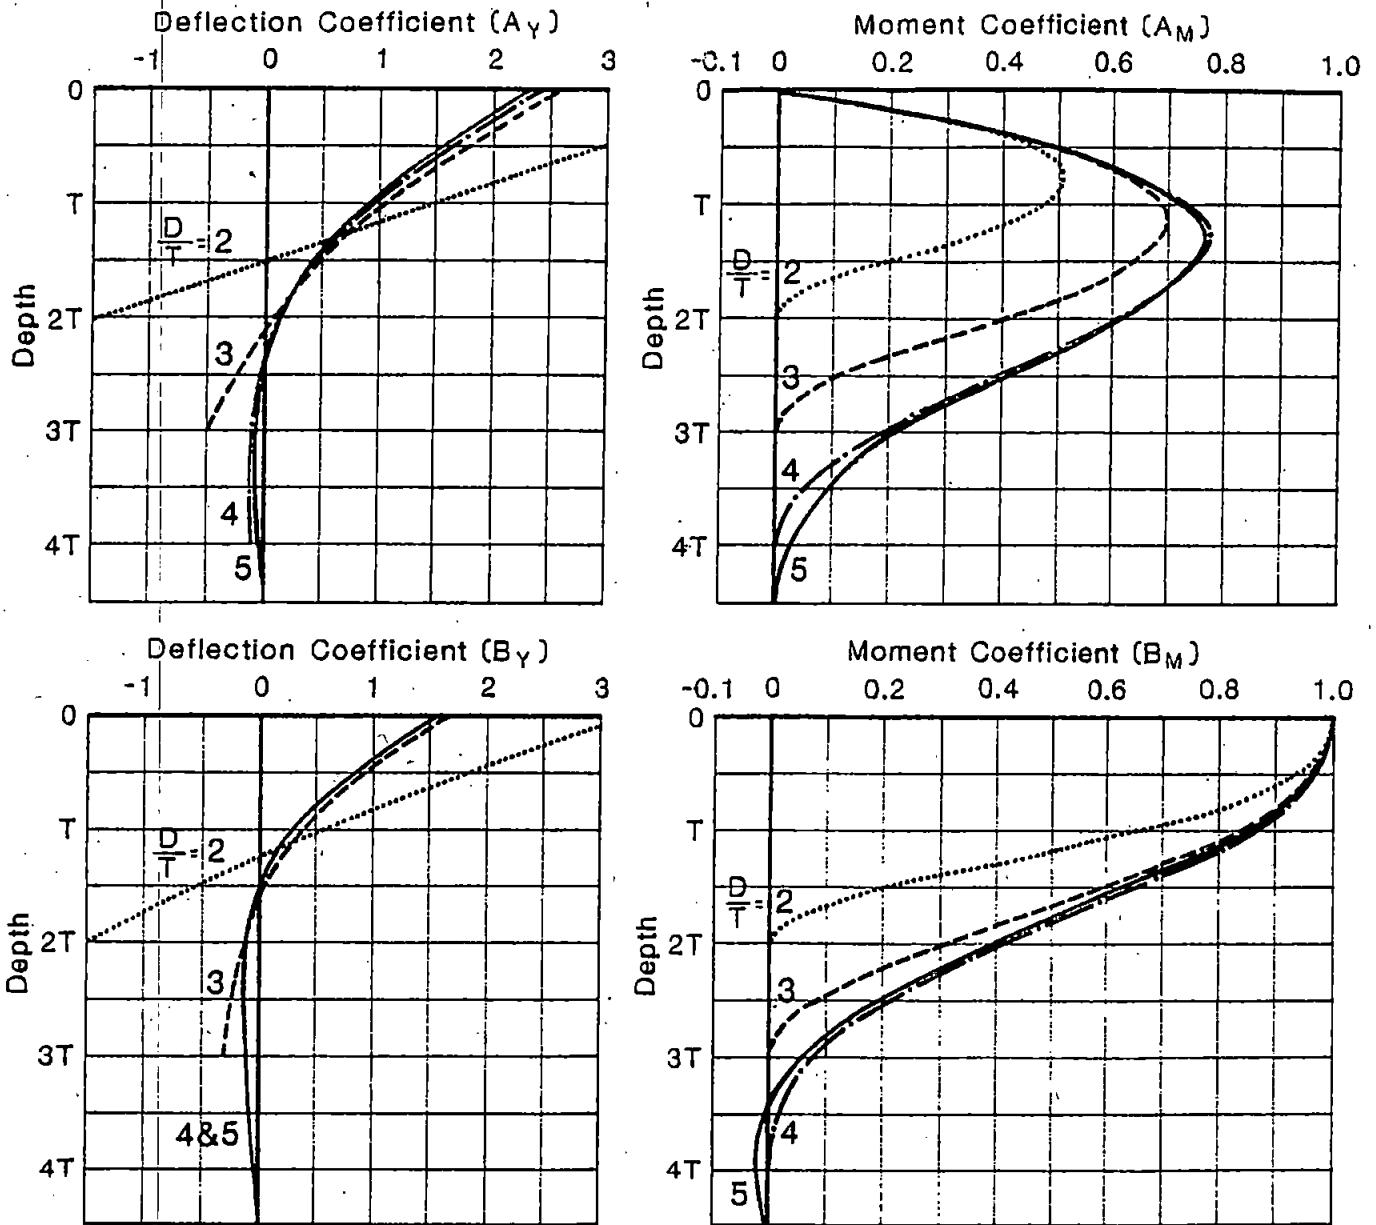 Deflection Coefficient (A_Y)
-1 0 1 2 3
0
T
2T
3T
4T
Depth
D/T = 2
3
4
5
Moment Coefficient (A_M)
-0.1 0 0.2 0.4 0.6 0.8 1.0
0
T
2T
3T
4T
Depth
D/T = 2
3
4
5
Deflection Coefficient (B_Y)
-1 0 1 2 3
0
T
2T
3T
4T
Depth
D/T = 2
3
4&5
Moment Coefficient (B_M)
-0.1 0 0.2 0.4 0.6 0.8 1.0
0
T
2T
3T
4T
Depth
D/T = 2
3
4
5